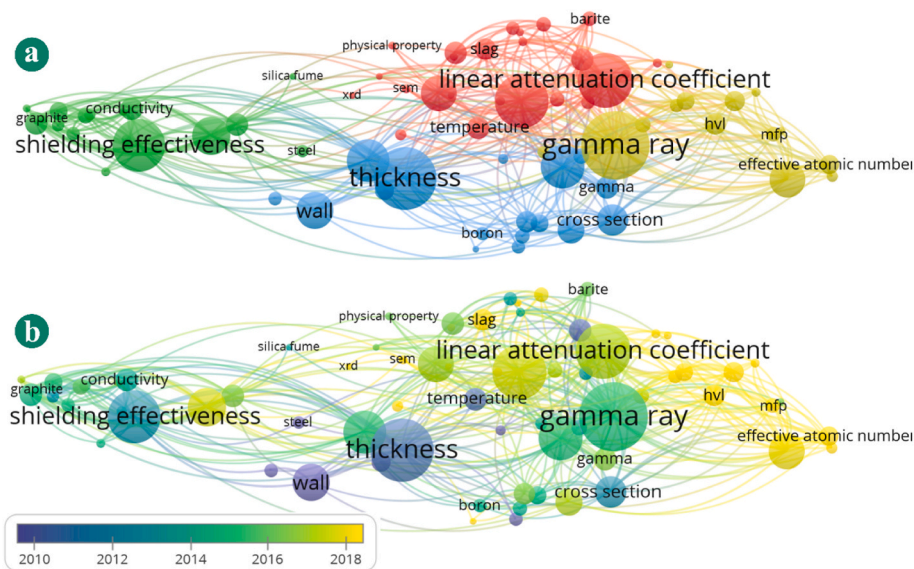 a
barite
physical property
slag
silica fume
linear attenuation coefficient
xrd
sem
graphite
conductivity
temperature
hvl
shielding effectiveness
steel
gamma ray
mfp
effective atomic number
thickness
gamma
wall
cross section
boron
b
barite
physical property
slag
silica fume
linear attenuation coefficient
xrd
sem
graphite
conductivity
temperature
hvl
shielding effectiveness
steel
gamma ray
mfp
effective atomic number
thickness
gamma
wall
cross section
boron
2010 2012 2014 2016 2018